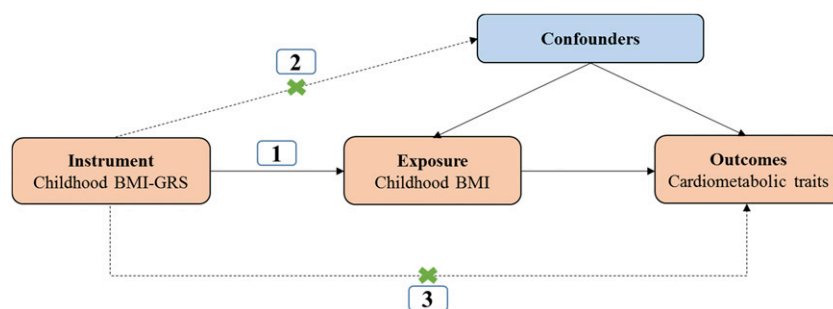 Confounders
2
Instrument
Childhood BMI-GRS
1
Exposure
Childhood BMI
Outcomes
Cardiometabolic traits
3